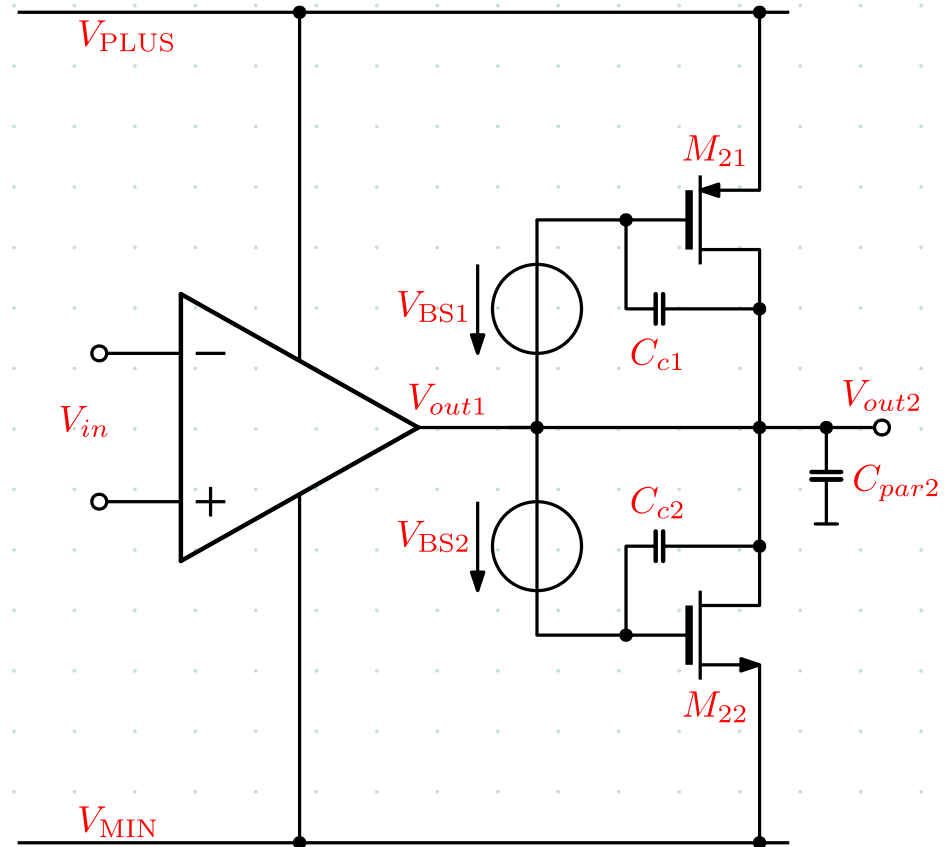 V_PLUS
M_21
V_BS1
C_c1
V_out1
V_out2
V_in
−
+
C_c2
C_par2
V_BS2
M_22
V_MIN